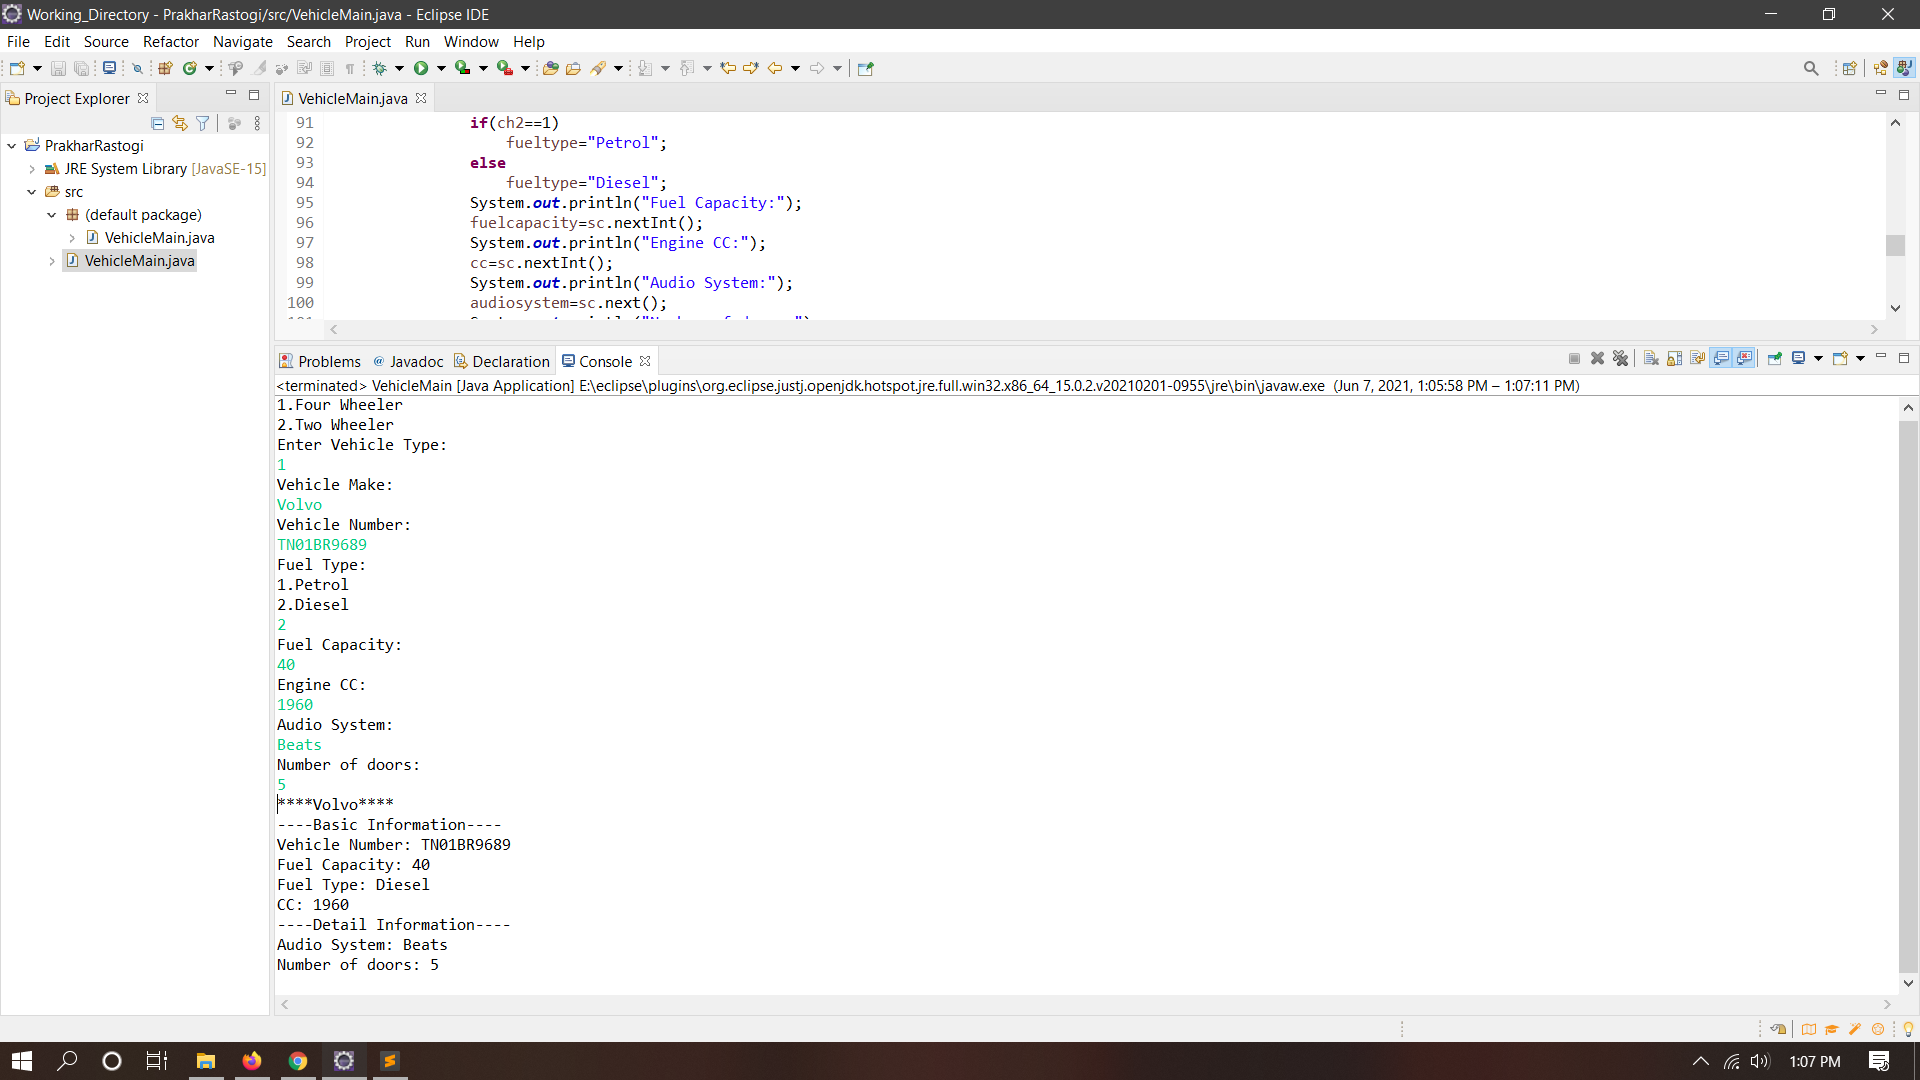 Working_Directory - PrakharRastogi/src/VehicleMain.java - Eclipse IDE
File Edit Source Refactor Navigate Search Project Run Window Help
Project Explorer
PrakharRastogi
JRE System Library [JavaSE-15]
src
(default package)
VehicleMain.java
VehicleMain.java
VehicleMain.java
91 if(ch2==1)
92 fueltype="Petrol";
93 else
94 fueltype="Diesel";
95 System.out.println("Fuel Capacity:");
96 fuelcapacity=sc.nextInt();
97 System.out.println("Engine CC:");
98 cc=sc.nextInt();
99 System.out.println("Audio System:");
100 audiosystem=sc.next();
Problems @ Javadoc Declaration Console
<terminated> VehicleMain [Java Application] E:\eclipse\plugins\org.eclipse.justj.openjdk.hotspot.jre.full.win32.x86_64_15.0.2.v20210201-0955\jre\bin\javaw.exe (Jun 7, 2021, 1:05:58 PM – 1:07:11 PM)
1.Four Wheeler
2.Two Wheeler
Enter Vehicle Type:
1
Vehicle Make:
Volvo
Vehicle Number:
TN01BR9689
Fuel Type:
1.Petrol
2.Diesel
2
Fuel Capacity:
40
Engine CC:
1960
Audio System:
Beats
Number of doors:
5
****Volvo****
----Basic Information----
Vehicle Number: TN01BR9689
Fuel Capacity: 40
Fuel Type: Diesel
CC: 1960
----Detail Information----
Audio System: Beats
Number of doors: 5
1:07 PM